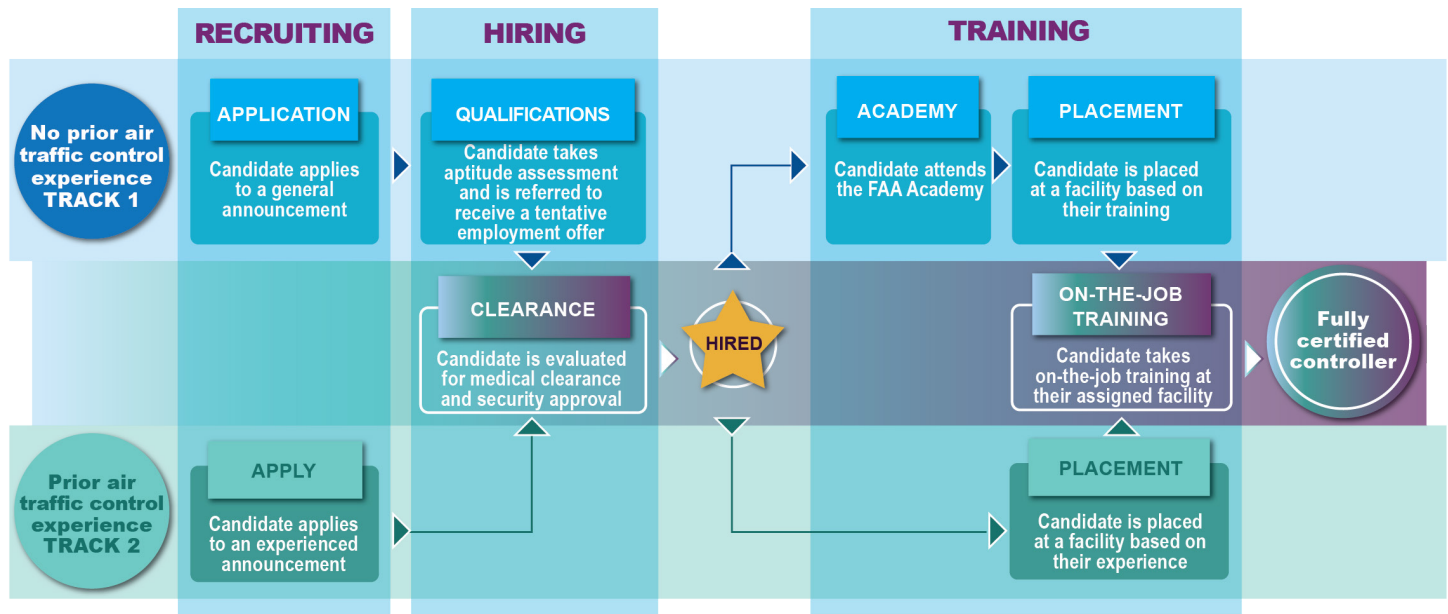 RECRUITING
HIRING
TRAINING
No prior air
traffic control
experience
TRACK 1
APPLICATION
Candidate applies
to a general
announcement
QUALIFICATIONS
Candidate takes
aptitude assessment
and is referred to
receive a tentative
employment offer
ACADEMY
Candidate attends
the FAA Academy
PLACEMENT
Candidate is placed
at a facility based on
their training
CLEARANCE
Candidate is evaluated
for medical clearance
and security approval
HIRED
ON-THE-JOB
TRAINING
Candidate takes
on-the-job training at
their assigned facility
Fully
certified
controller
Prior air
traffic control
experience
TRACK 2
APPLY
Candidate applies
to an experienced
announcement
PLACEMENT
Candidate is placed
at a facility based on
their experience